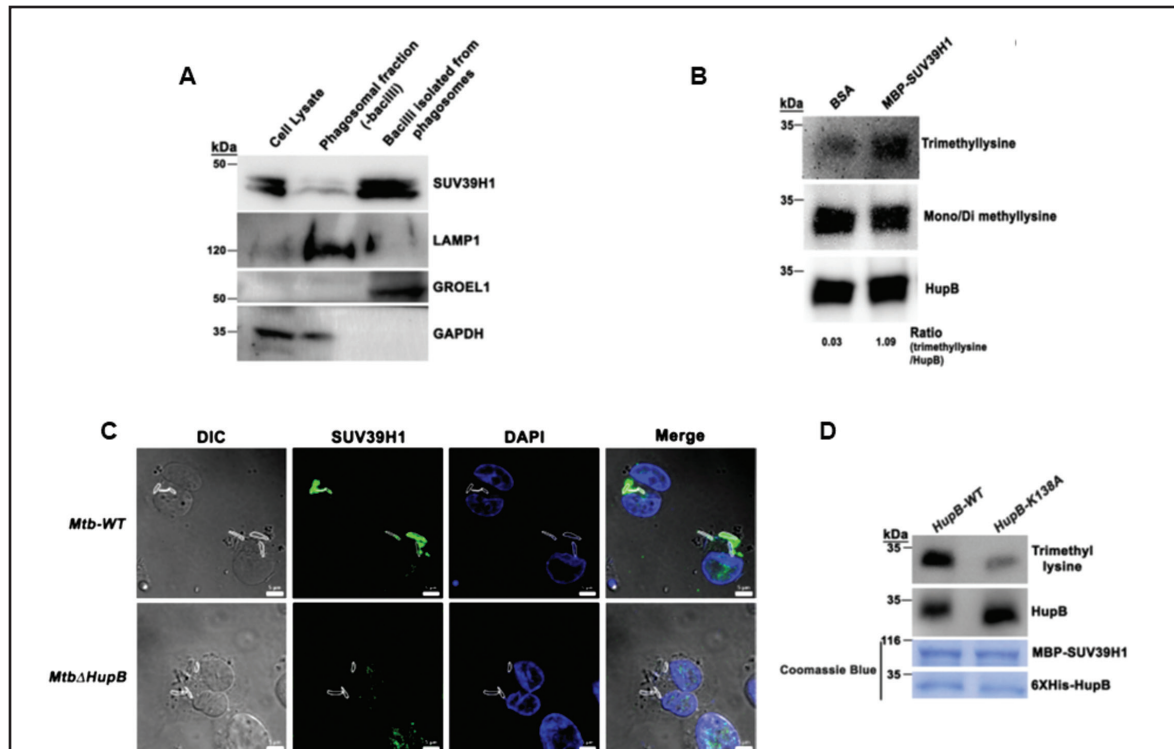 A
Cell Lysate
Phagosomal fraction
(-bacilli)
Bacilli isolated from
phagosomes
kDa
50
SUV39H1
LAMP1
120
GROEL1
50
35
GAPDH
B
BSA
MBP-SUV39H1
kDa
35
Trimethyllysine
Mono/Di methyllysine
35
35
HupB
0.03 1.09 Ratio
(trimethyllysine
/HupB)
C
DIC SUV39H1 DAPI Merge
Mtb-WT
MtbΔHupB
D
HupB-WT
HupB-K138A
kDa
35
Trimethyl
lysine
35
HupB
116
MBP-SUV39H1
35
6XHis-HupB
Coomassie Blue